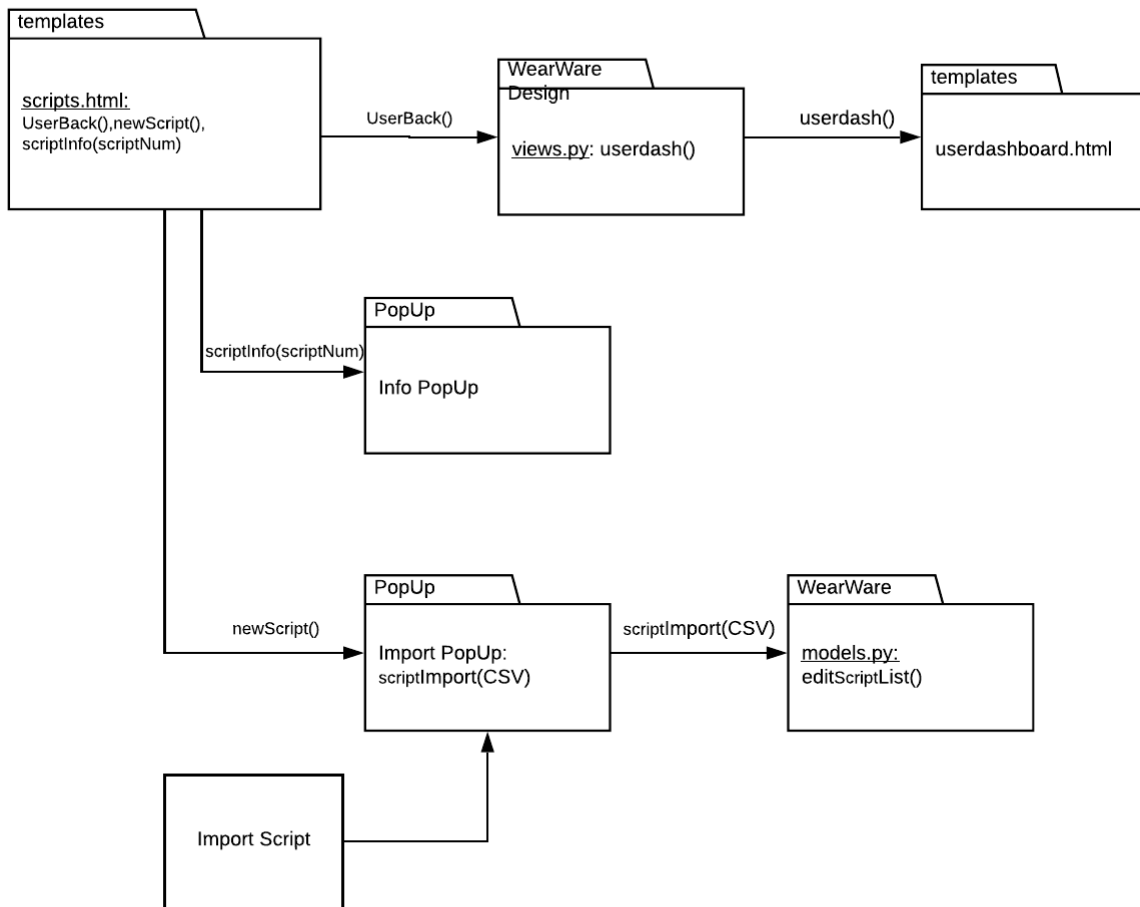 templates
scripts.html:
UserBack(),newScript(),
scriptInfo(scriptNum)
UserBack()
WearWare
Design
views.py: userdash()
userdash()
templates
userdashboard.html
scriptInfo(scriptNum)
PopUp
Info PopUp
newScript()
PopUp
Import PopUp:
scriptImport(CSV)
scriptImport(CSV)
WearWare
models.py:
editScriptList()
Import Script